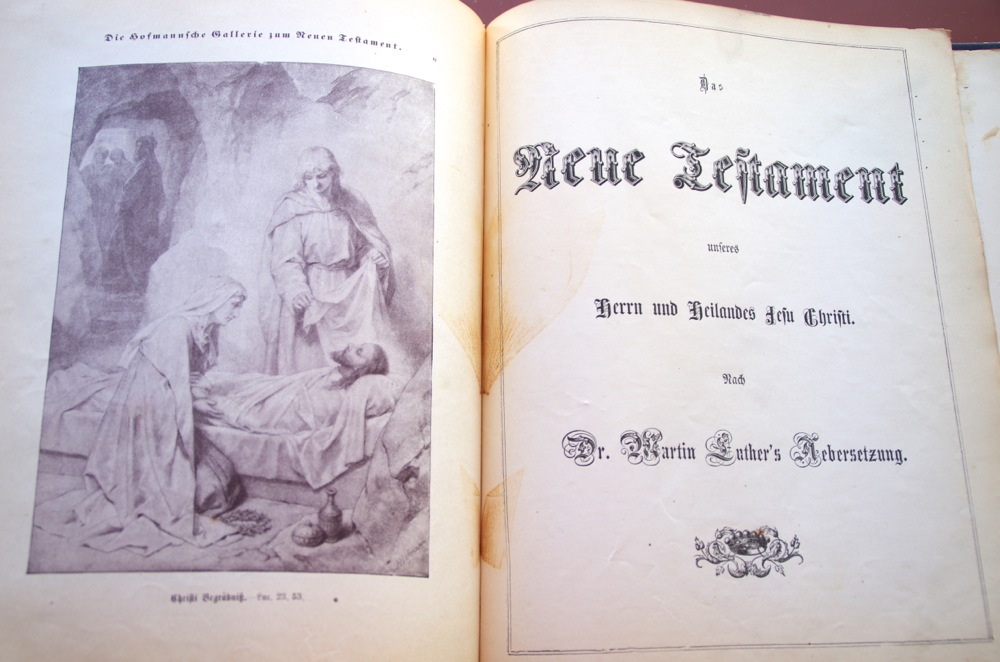 Die Hofmannsche Gallerie zum Neuen Testament.
Christi Begräbniß. Luc. 23, 53.
Das
Neue Testament
unseres
Herrn und Heilandes Jesu Christi.
Nach
Dr. Martin Luther's Uebersetzung.